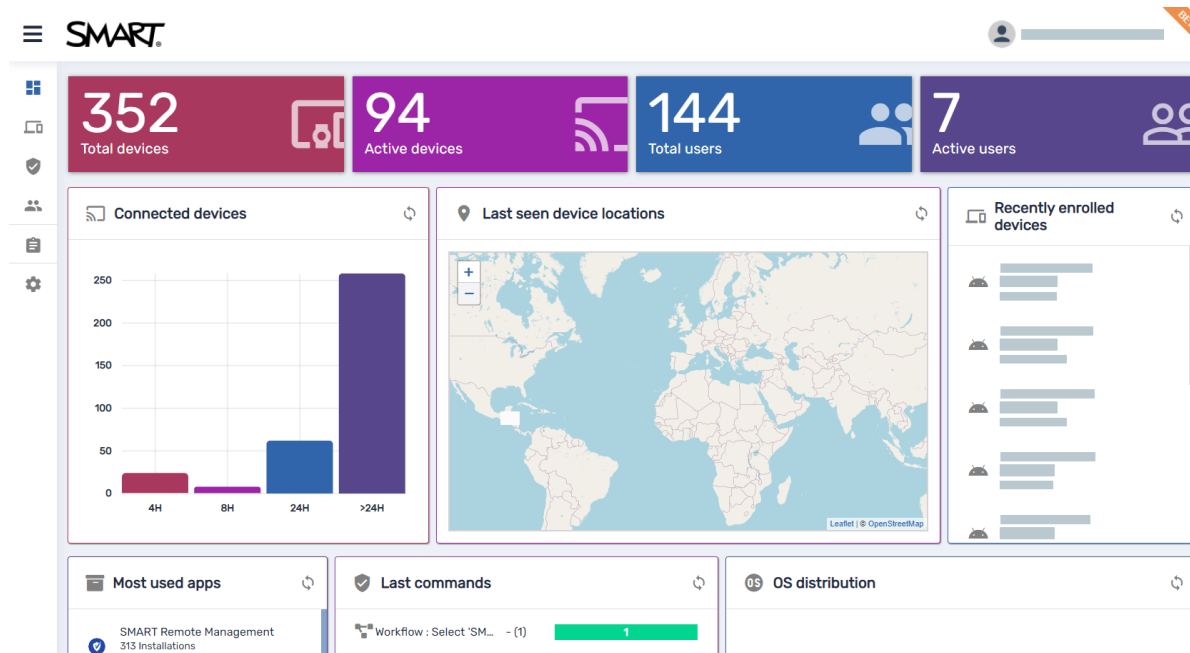 SMART
352
Total devices
94
Active devices
144
Total users
7
Active users
Connected devices
250
200
150
100
50
0
4H
8H
24H
>24H
Last seen device locations
+
−
Leaflet | © OpenStreetMap
Recently enrolled
devices
Most used apps
SMART Remote Management
313 Installations
Last commands
Workflow : Select 'SM... - (1)
1
OS
OS distribution